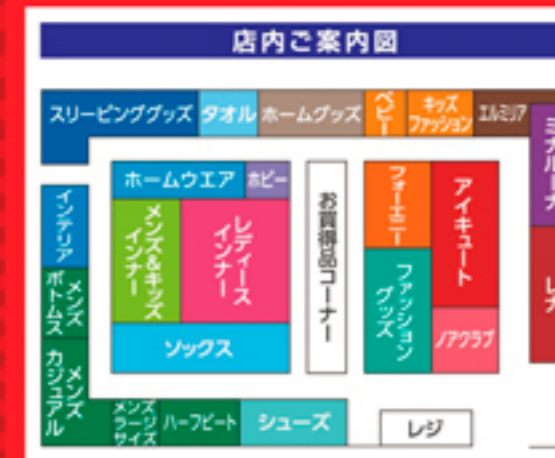 店内ご案内図
スリーピンググッズ
タオル
ホームグッズ
ベビー
キッズ
ファッション
エルミリア
インテリア
メンズ
ボトムス
メンズ
カジュアル
ホームウエア
ホビー
メンズ&キッズ
インナー
レディース
インナー
ソックス
お買得品コーナー
フォーエニー
アイキュート
ファッション
グッズ
ノアクラブ
メンズ
ラージ
サイズ
ハーフビート
シューズ
レジ